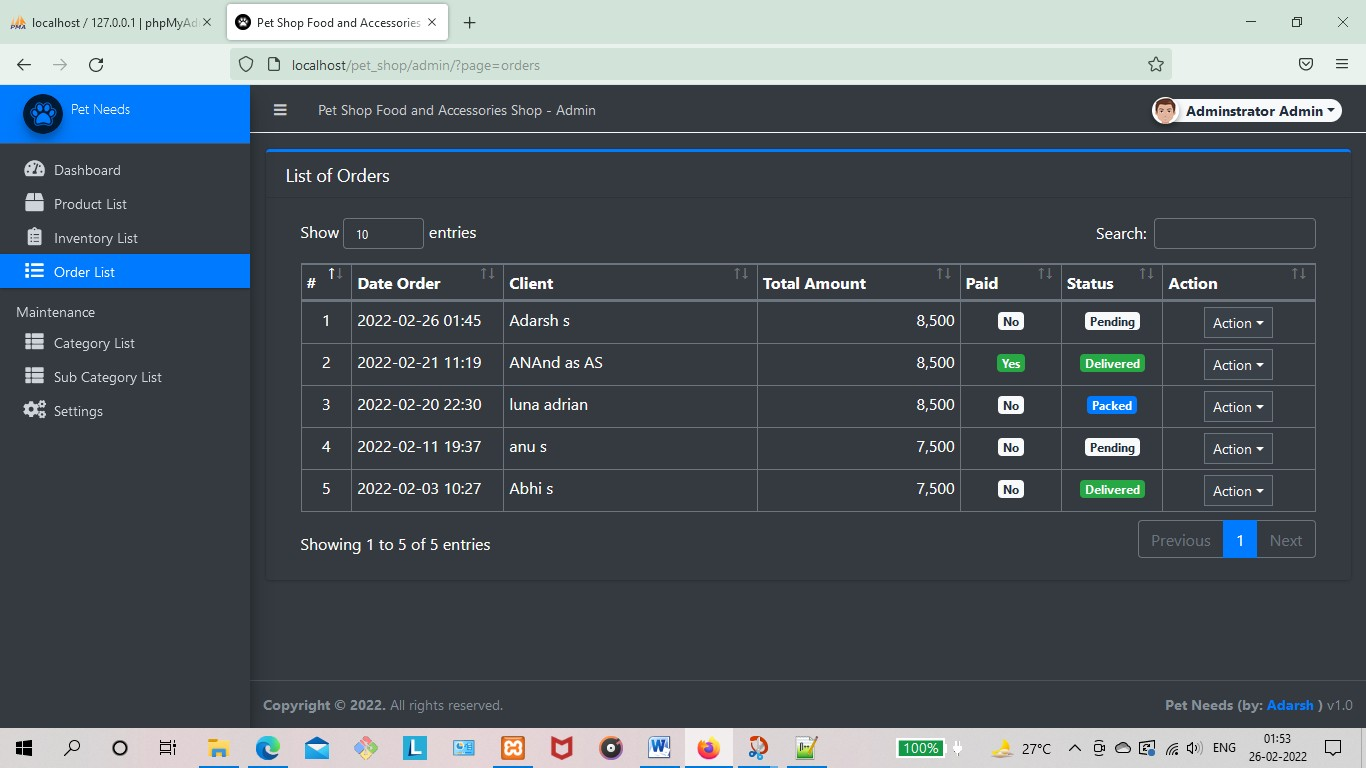 localhost / 127.0.0.1 | phpMyAd
Pet Shop Food and Accessories
localhost/pet_shop/admin/?page=orders
Pet Needs
Pet Shop Food and Accessories Shop - Admin
Adminstrator Admin
Dashboard
Product List
Inventory List
Order List
Maintenance
Category List
Sub Category List
Settings
List of Orders
Show 10 entries
Search:
# Date Order Client Total Amount Paid Status Action
1 2022-02-26 01:45 Adarsh s 8,500 No Pending Action
2 2022-02-21 11:19 ANAnd as AS 8,500 Yes Delivered Action
3 2022-02-20 22:30 luna adrian 8,500 No Packed Action
4 2022-02-11 19:37 anu s 7,500 No Pending Action
5 2022-02-03 10:27 Abhi s 7,500 No Delivered Action
Showing 1 to 5 of 5 entries
Previous 1 Next
Copyright © 2022. All rights reserved.
Pet Needs (by: Adarsh ) v1.0
100%
27°C
ENG
01:53
26-02-2022